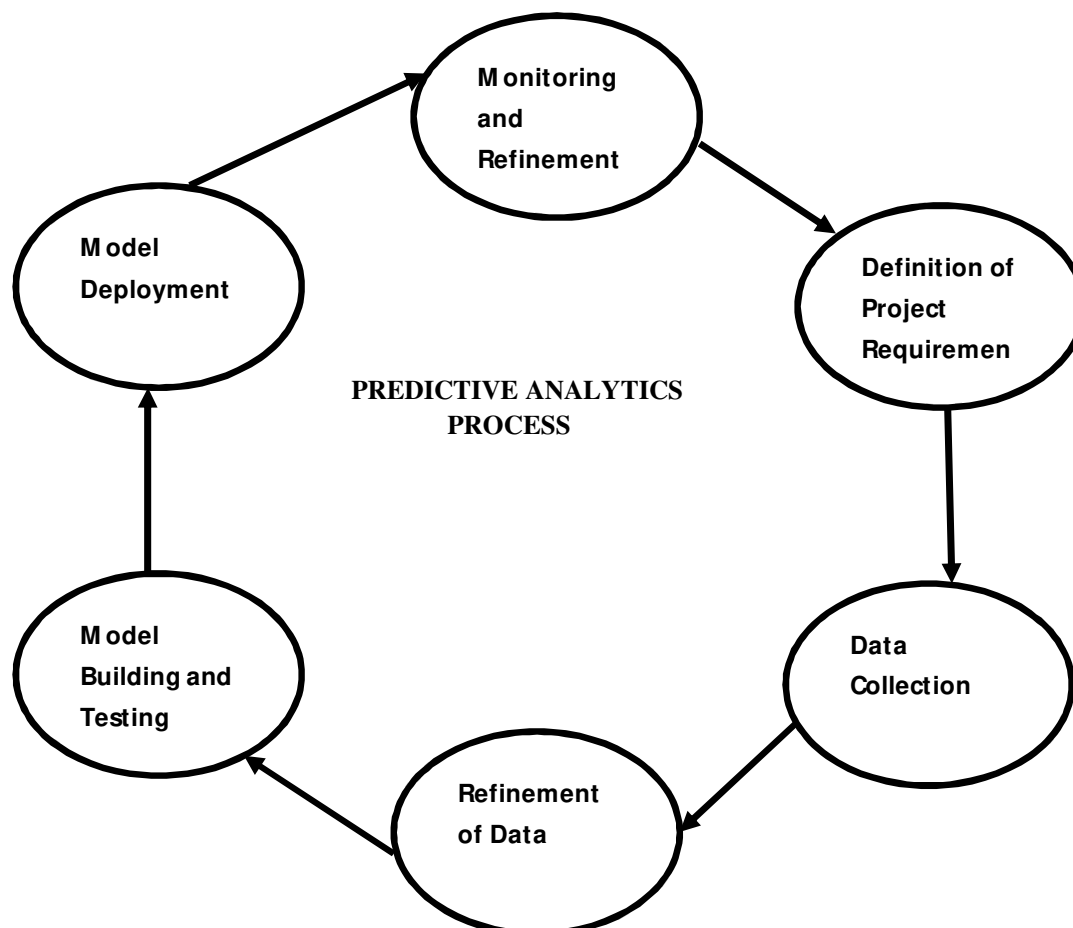 Monitoring
and
Refinement
Model
Deployment
Definition of
Project
Requiremen
PREDICTIVE ANALYTICS
PROCESS
Model
Building and
Testing
Data
Collection
Refinement
of Data